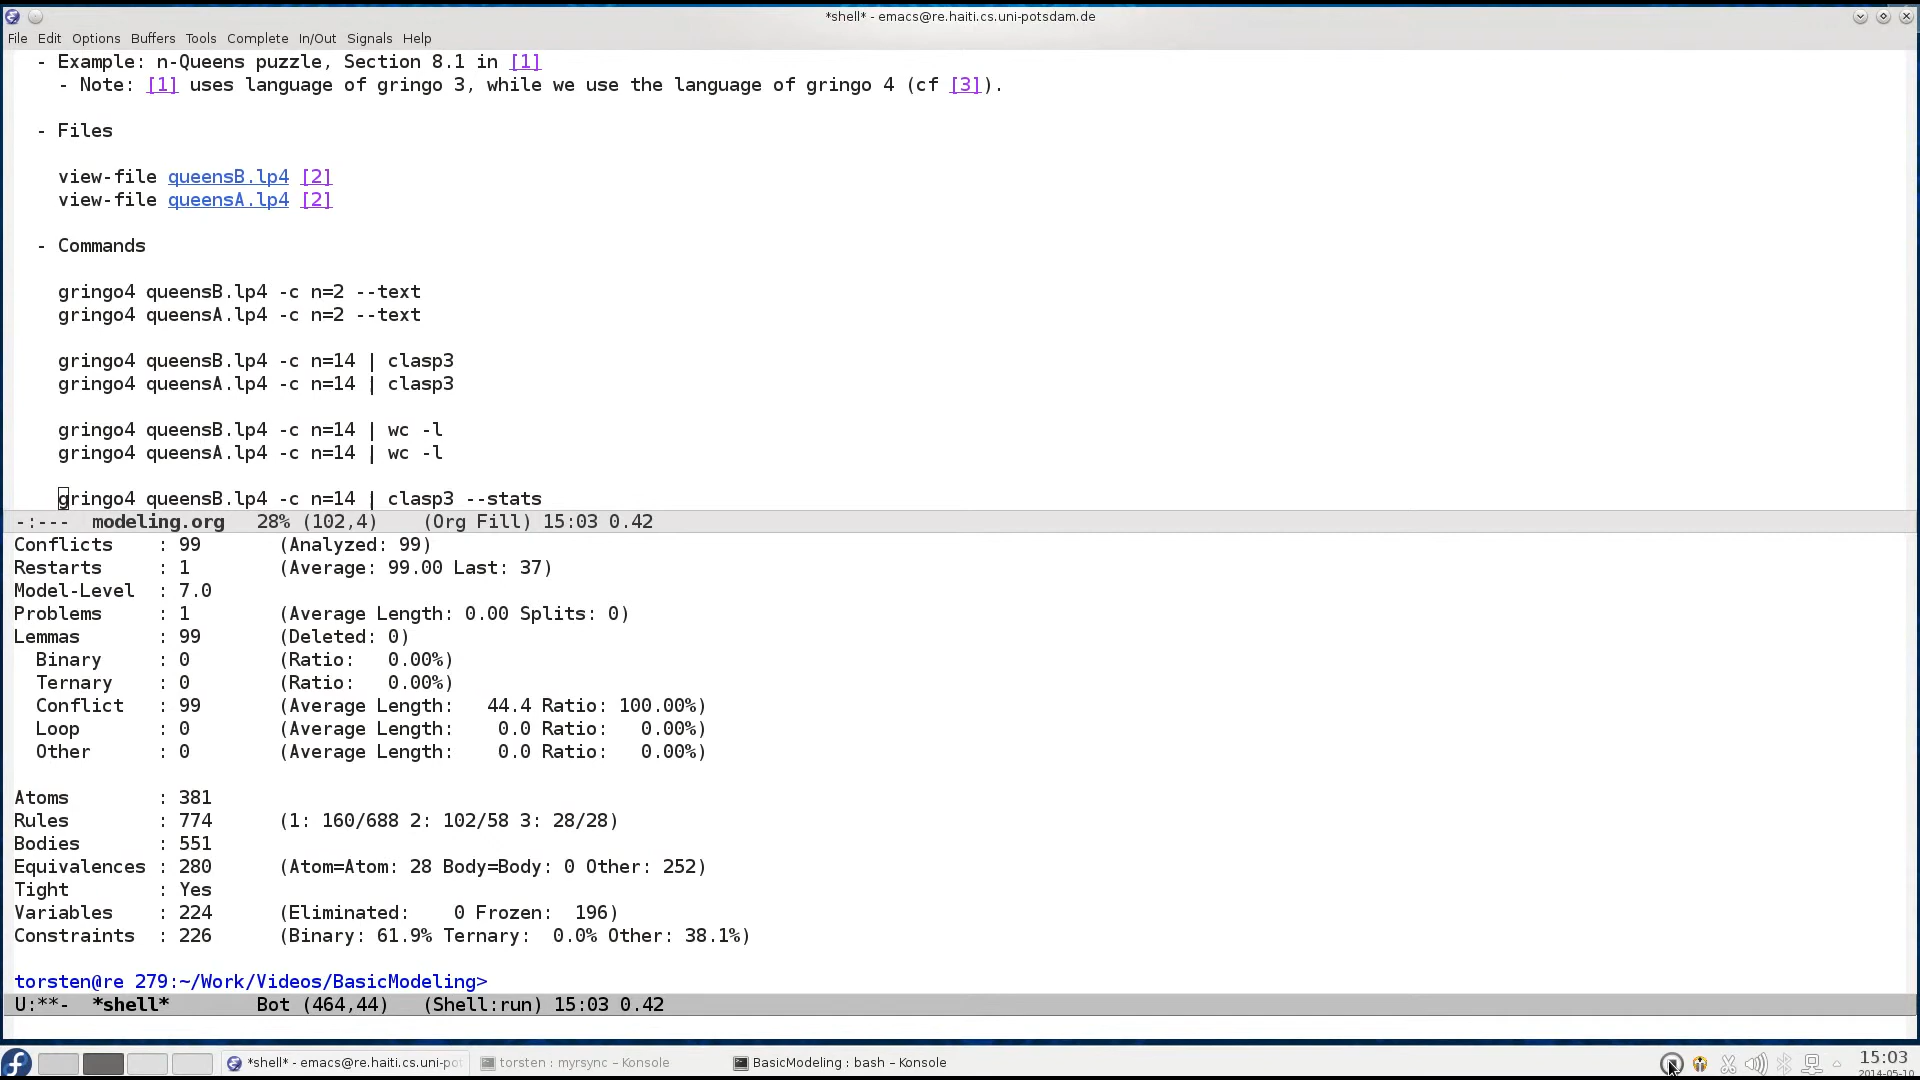 *shell* - emacs@re.haiti.cs.uni-potsdam.de
File Edit Options Buffers Tools Complete In/Out Signals Help
- Example: n-Queens puzzle, Section 8.1 in [1]
- Note: [1] uses language of gringo 3, while we use the language of gringo 4 (cf [3]).
- Files
view-file queensB.lp4 [2]
view-file queensA.lp4 [2]
- Commands
gringo4 queensB.lp4 -c n=2 --text
gringo4 queensA.lp4 -c n=2 --text
gringo4 queensB.lp4 -c n=14 | clasp3
gringo4 queensA.lp4 -c n=14 | clasp3
gringo4 queensB.lp4 -c n=14 | wc -l
gringo4 queensA.lp4 -c n=14 | wc -l
gringo4 queensB.lp4 -c n=14 | clasp3 --stats
-:--- modeling.org 28% (102,4) (Org Fill) 15:03 0.42
Conflicts : 99 (Analyzed: 99)
Restarts : 1 (Average: 99.00 Last: 37)
Model-Level : 7.0
Problems : 1 (Average Length: 0.00 Splits: 0)
Lemmas : 99 (Deleted: 0)
Binary : 0 (Ratio: 0.00%)
Ternary : 0 (Ratio: 0.00%)
Conflict : 99 (Average Length: 44.4 Ratio: 100.00%)
Loop : 0 (Average Length: 0.0 Ratio: 0.00%)
Other : 0 (Average Length: 0.0 Ratio: 0.00%)
Atoms : 381
Rules : 774 (1: 160/688 2: 102/58 3: 28/28)
Bodies : 551
Equivalences : 280 (Atom=Atom: 28 Body=Body: 0 Other: 252)
Tight : Yes
Variables : 224 (Eliminated: 0 Frozen: 196)
Constraints : 226 (Binary: 61.9% Ternary: 0.0% Other: 38.1%)
torsten@re 279:~/Work/Videos/BasicModeling>
U:**- *shell* Bot (464,44) (Shell:run) 15:03 0.42
*shell* - emacs@re.haiti.cs.uni-pot
torsten : myrsync – Konsole
BasicModeling : bash – Konsole
15:03
2014-05-10